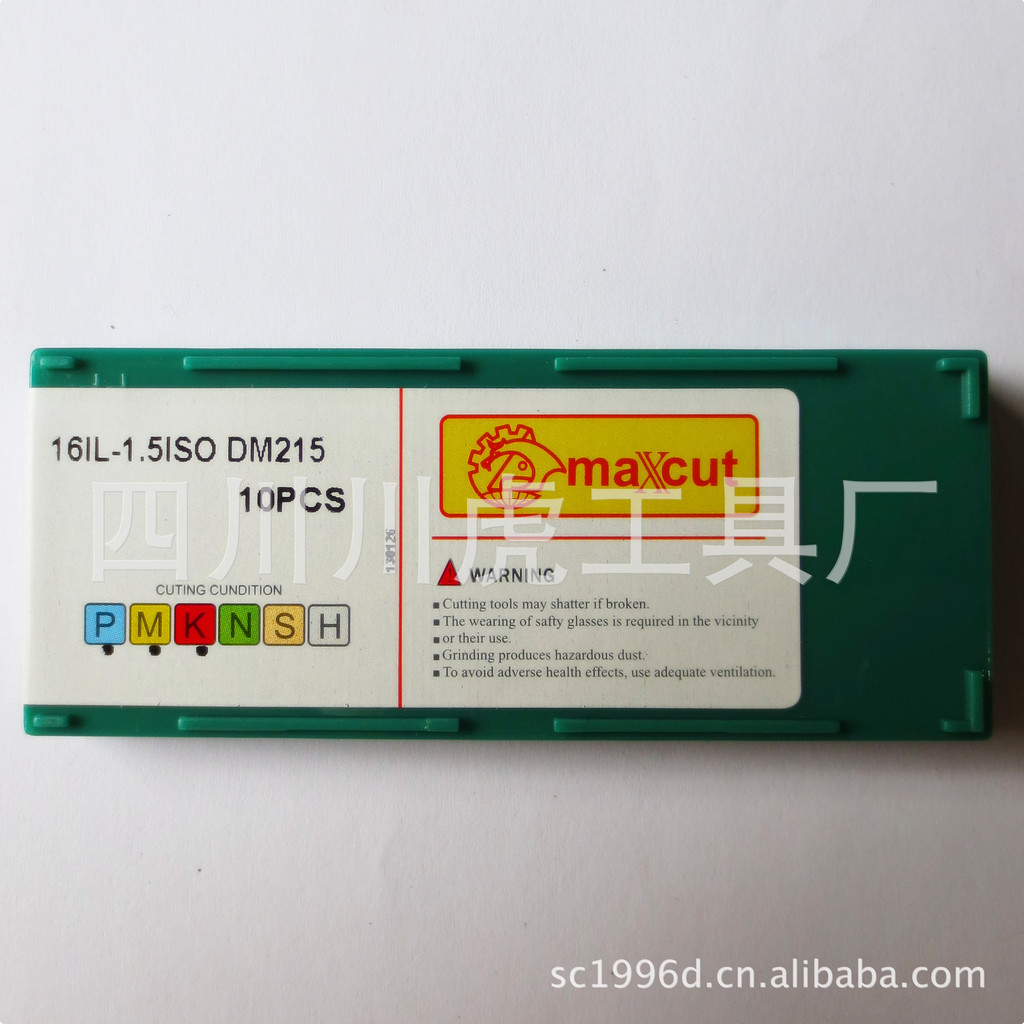 16IL-1.5ISO DM215
10PCS
130126
CUTING CUNDITION
P M K N S H
maXcut
WARNING
Cutting tools may shatter if broken.
The wearing of safty glasses is required in the vicinity
or their use.
Grinding produces hazardous dust.
To avoid adverse health effects, use adequate ventilation.
四川川虎工具厂
sc1996d.cn.alibaba.com